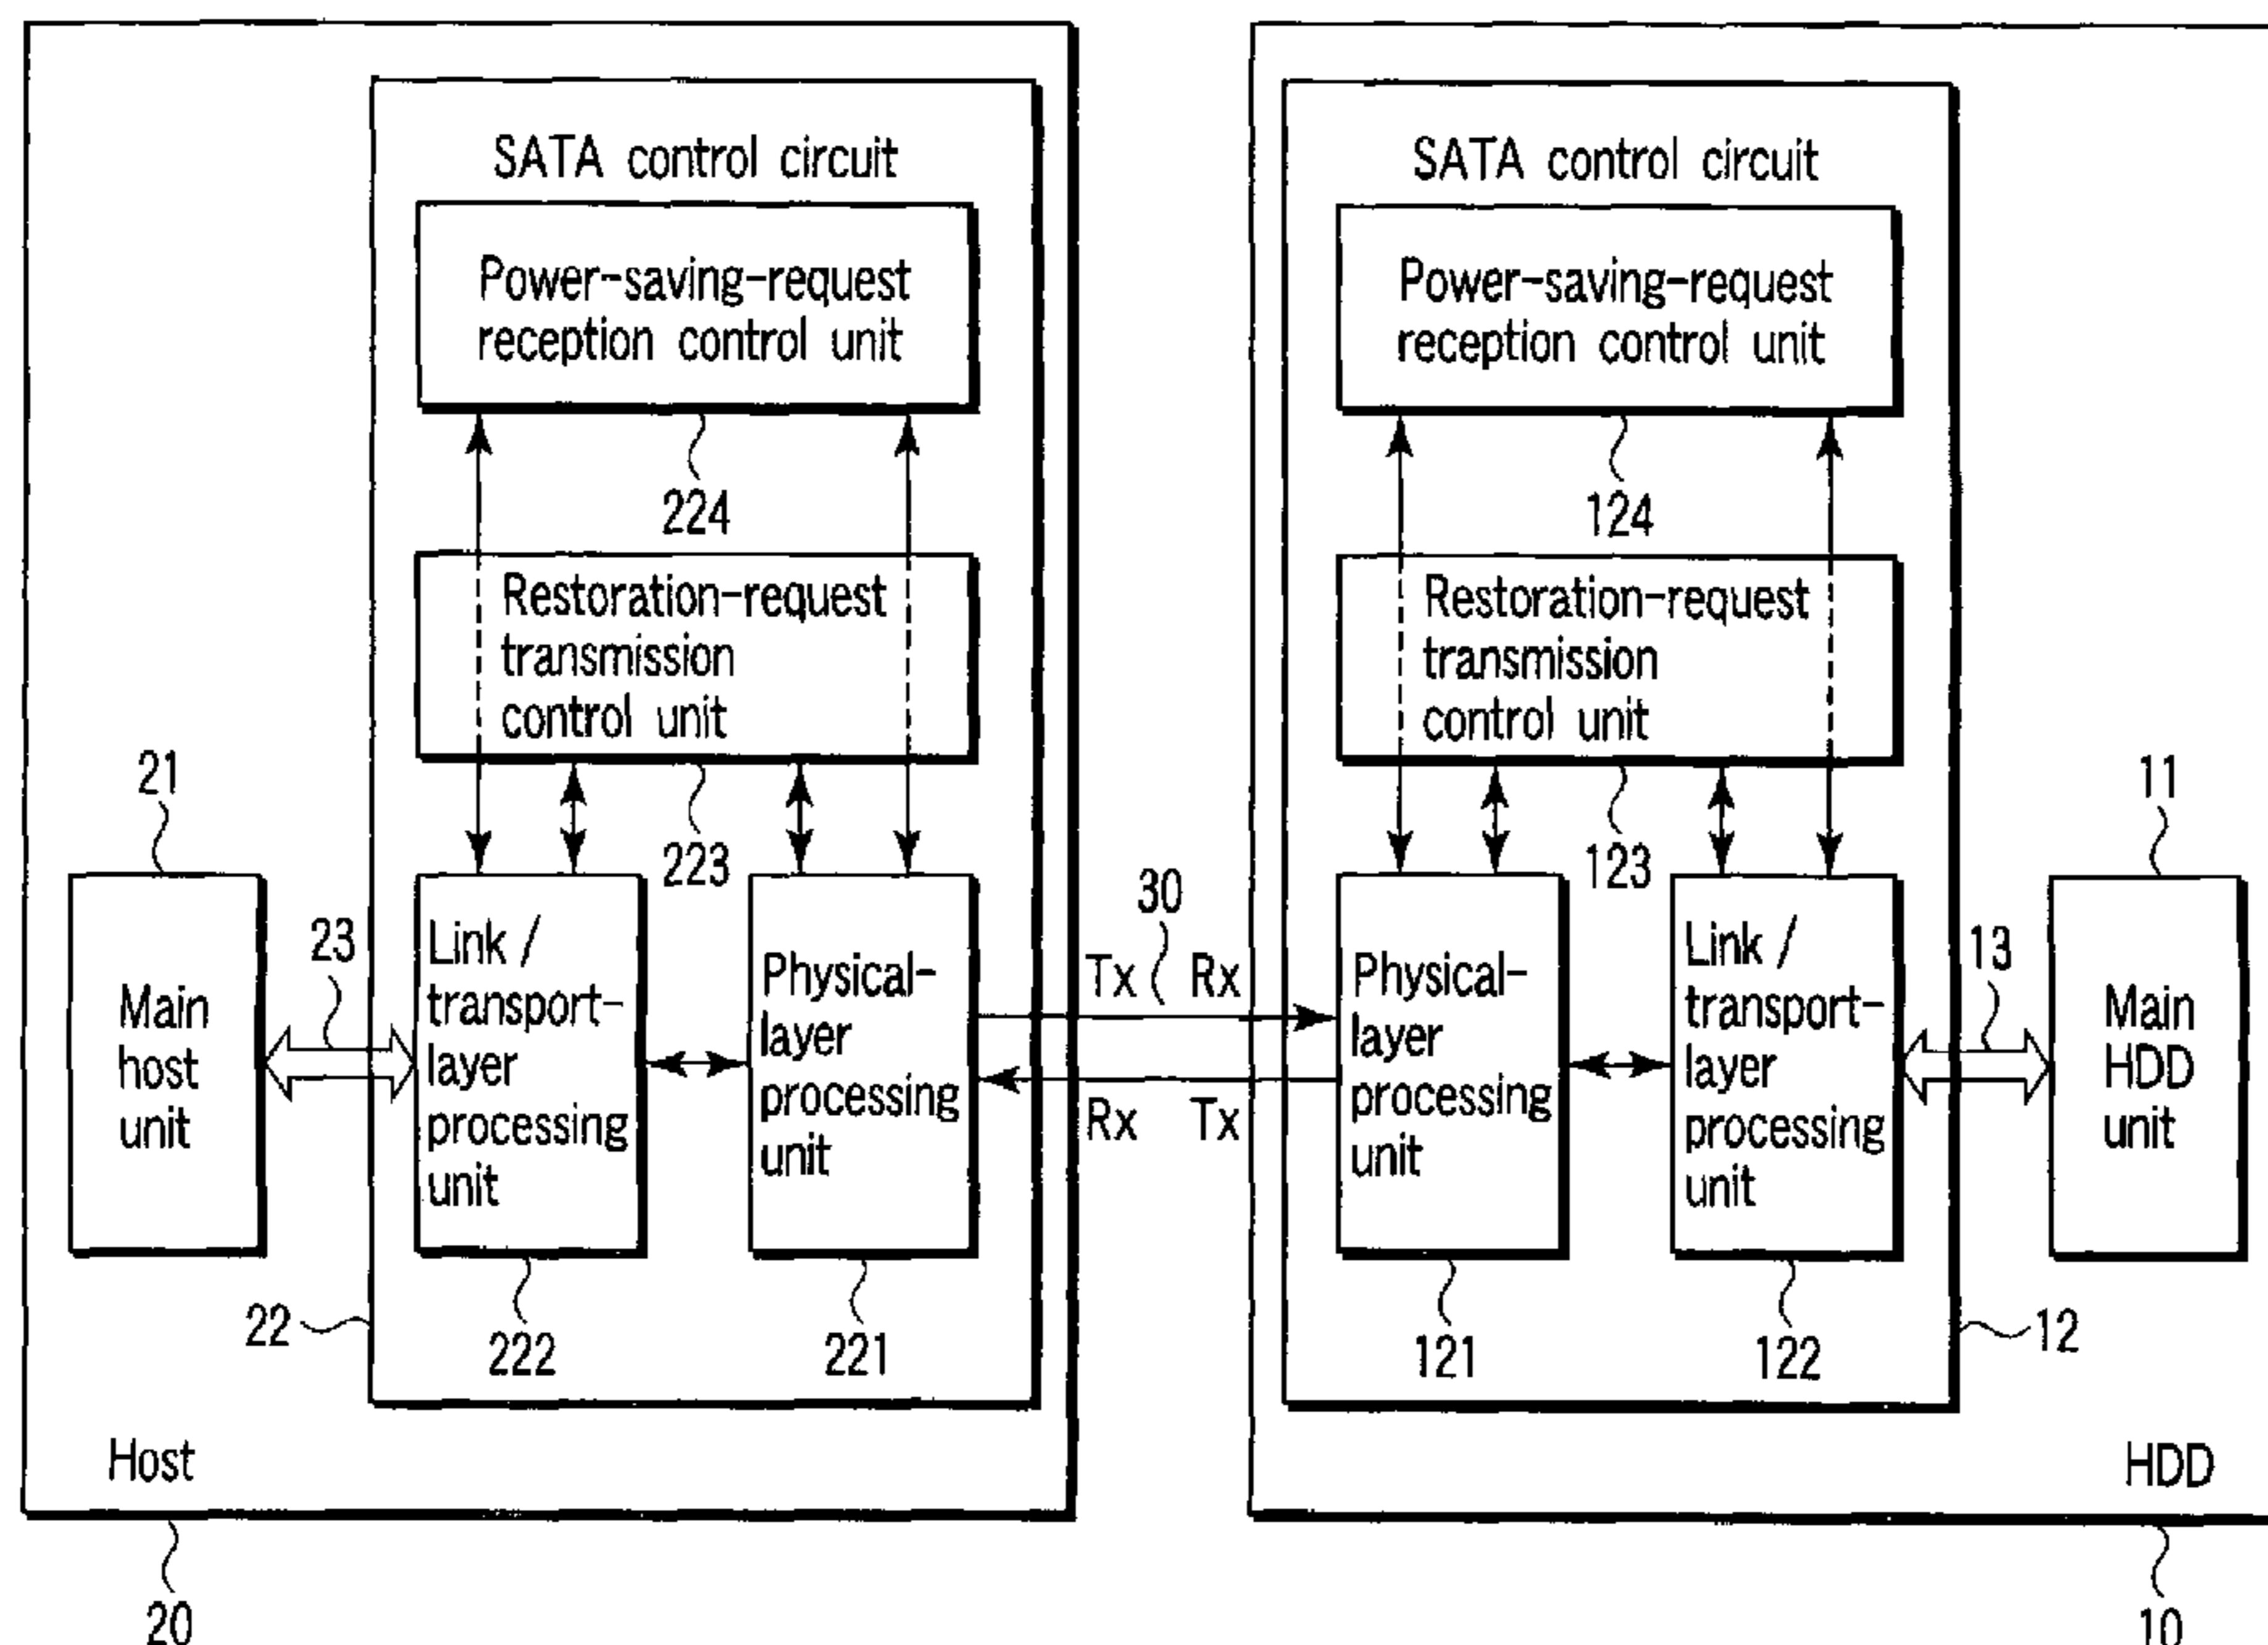 SATA control circuit
Power-saving-request
reception control unit
224
Restoration-request
transmission
control unit
223
21
Main
host
unit
23
Link /
transport-
layer
processing
unit
Physical-
layer
processing
unit
22
222
221
Host
20
30
Tx Rx
Rx Tx
SATA control circuit
Power-saving-request
reception control unit
124
Restoration-request
transmission
control unit
123
11
Physical-
layer
processing
unit
Link /
transport-
layer
processing
unit
13
Main
HDD
unit
121
122
12
HDD
10